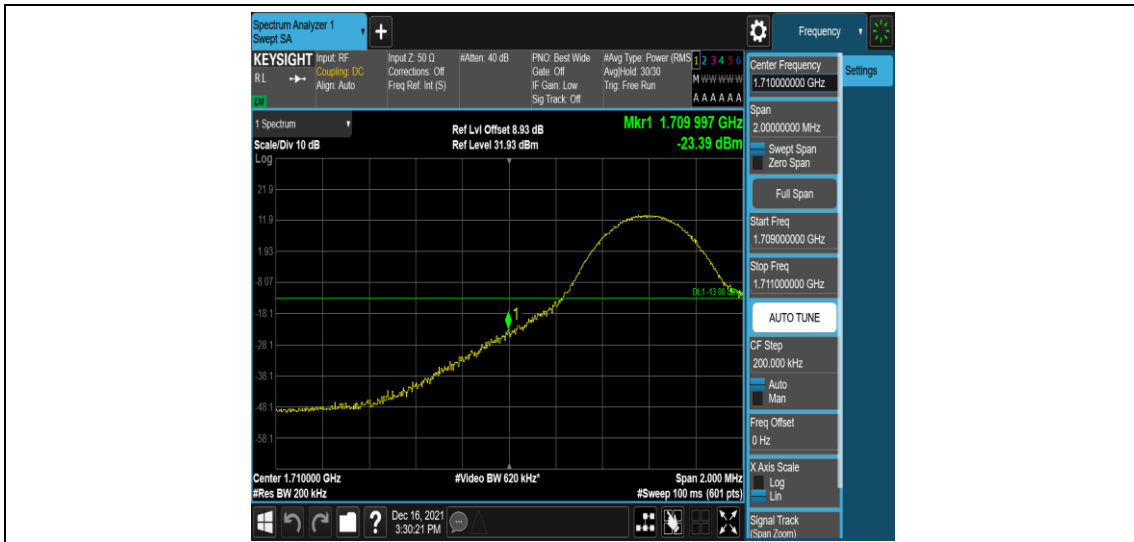 Spectrum Analyzer 1
Swept SA
+
Frequency
KEYSIGHT
RL
LXI
Input: RF
Coupling: DC
Align: Auto
Input Z: 50 Ω
Corrections: Off
Freq Ref: Int (S)
#Atten: 40 dB
PNO: Best Wide
Gate: Off
IF Gain: Low
Sig Track: Off
#Avg Type: Power (RMS
Avg|Hold: 30/30
Trig: Free Run
1 2 3 4 5 6
M W W W W W
A A A A A A
1 Spectrum
Scale/Div 10 dB
Log
Ref Lvl Offset 8.93 dB
Ref Level 31.93 dBm
Mkr1 1.709 997 GHz
-23.39 dBm
21.9
11.9
1.93
-8.07
-18.1
-28.1
-38.1
-48.1
-58.1
DL1 -13.00 dBm
1
Center 1.710000 GHz
#Res BW 200 kHz
#Video BW 620 kHz*
Span 2.000 MHz
#Sweep 100 ms (601 pts)
Dec 16, 2021
3:30:21 PM
?
Center Frequency
1.710000000 GHz
Settings
Span
2.00000000 MHz
Swept Span
Zero Span
Full Span
Start Freq
1.709000000 GHz
Stop Freq
1.711000000 GHz
AUTO TUNE
CF Step
200.000 kHz
Auto
Man
Freq Offset
0 Hz
X Axis Scale
Log
Lin
Signal Track
(Span Zoom)